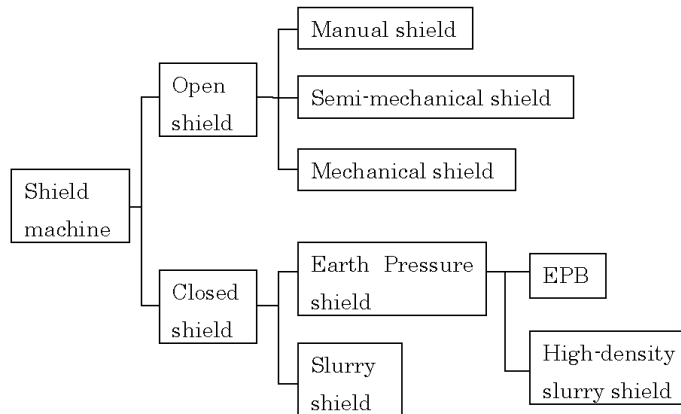 Manual shield
Open
shield
Semi-mechanical shield
Mechanical shield
Shield
machine
Earth Pressure
shield
EPB
Closed
shield
High-density
slurry shield
Slurry
shield